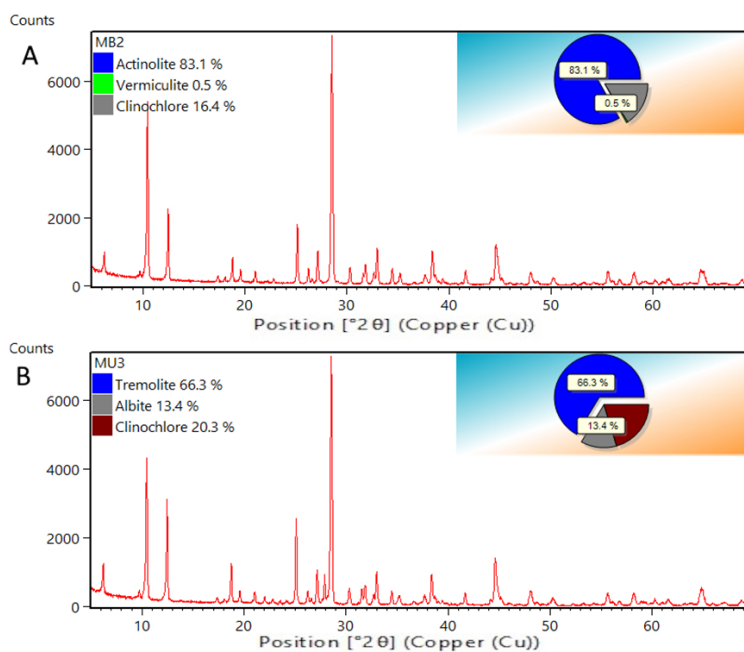 Counts
A
MB2
Actinolite 83.1 %
Vermiculite 0.5 %
Clinochlore 16.4 %
83.1 %
0.5 %
6000
4000
2000
0
10 20 30 40 50 60
Position [°2θ] (Copper (Cu))
Counts
B
MU3
Tremolite 66.3 %
Albite 13.4 %
Clinochlore 20.3 %
66.3 %
13.4 %
6000
4000
2000
0
10 20 30 40 50 60
Position [°2θ] (Copper (Cu))